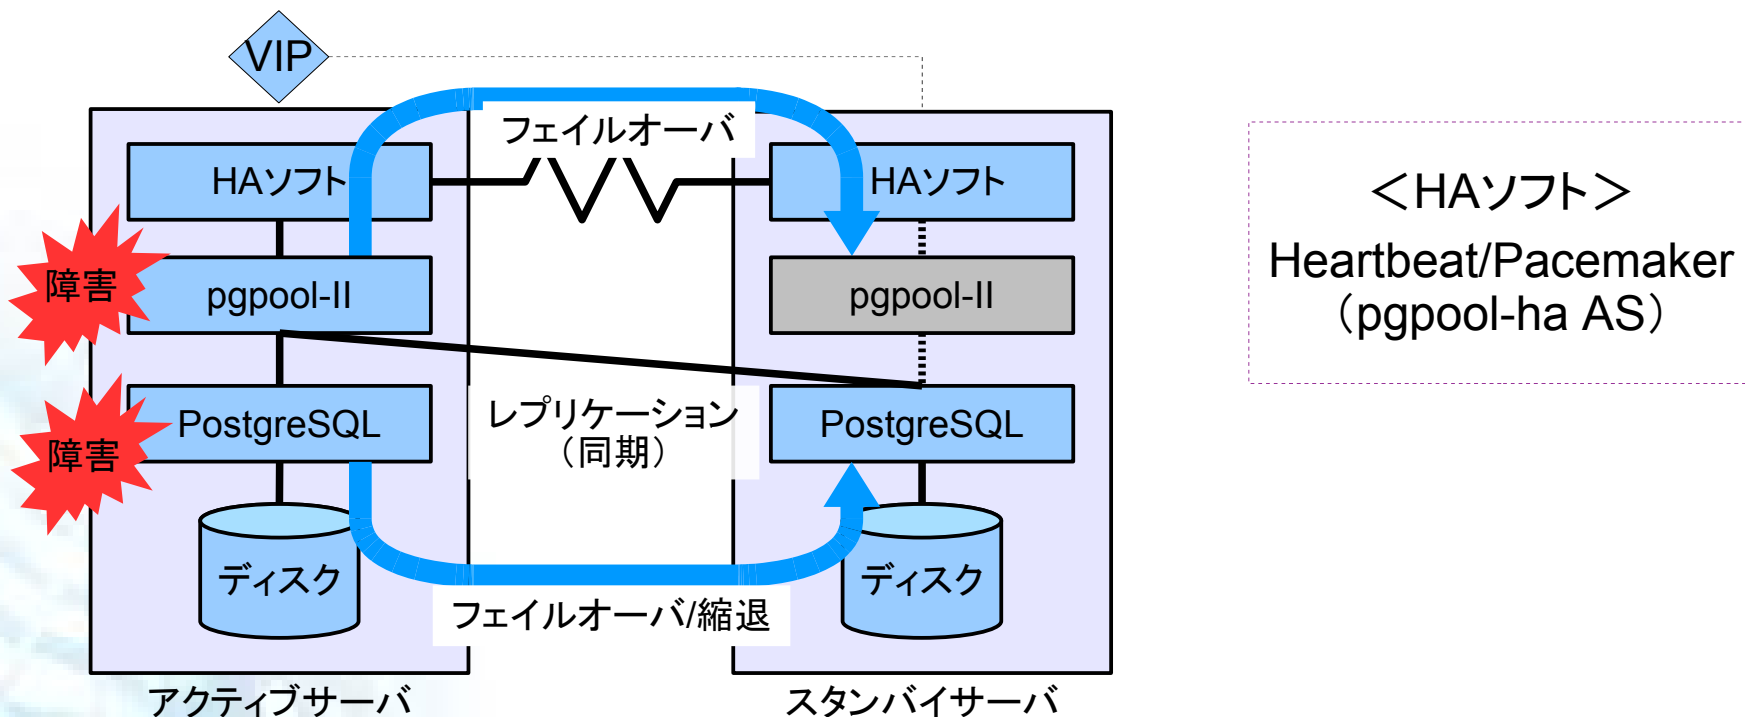 VIP
フェイルオーバ
HAソフト
HAソフト
障害
pgpool-II
pgpool-II
障害
PostgreSQL
レプリケーション
（同期）
PostgreSQL
ディスク
ディスク
フェイルオーバ/縮退
アクティブサーバ
スタンバイサーバ
＜HAソフト＞
Heartbeat/Pacemaker
（pgpool-ha AS）